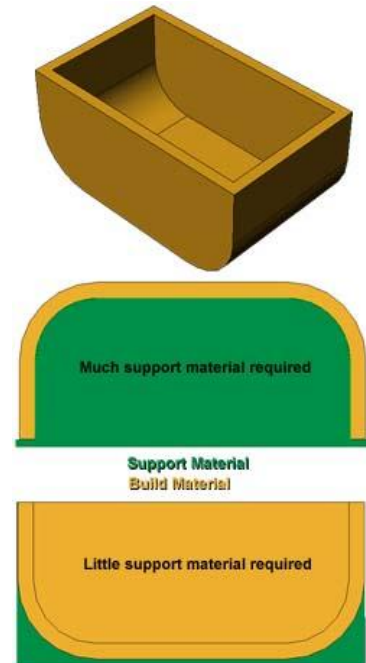 Much support material required
Support Material
Build Material
Little support material required